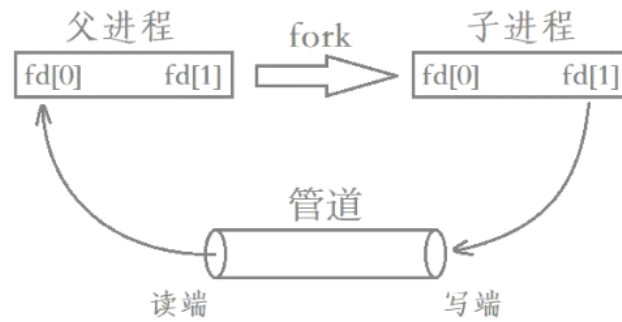 父进程
fork
子进程
fd[0]
fd[1]
fd[0]
fd[1]
管道
读端
写端